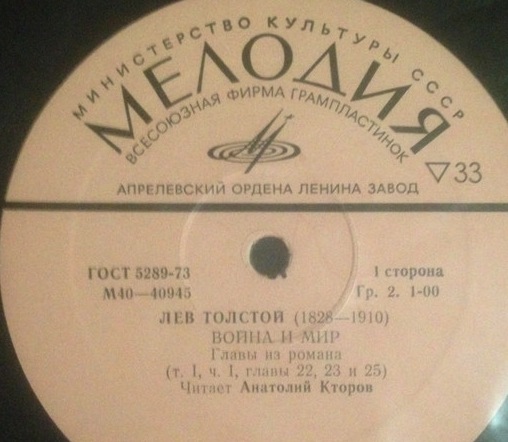 МИНИСТЕРСТВО КУЛЬТУРЫ СССР
МЕЛОДИЯ
ВСЕСОЮЗНАЯ ФИРМА ГРАМПЛАСТИНОК
33
АПРЕЛЕВСКИЙ ОРДЕНА ЛЕНИНА ЗАВОД
ГОСТ 5289-73 1 сторона
М40—40945 Гр. 2. 1-00
ЛЕВ ТОЛСТОЙ (1828—1910)
ВОЙНА И МИР
Главы из романа
(т. I, ч. I, главы 22, 23 и 25)
Читает Анатолий Кторов